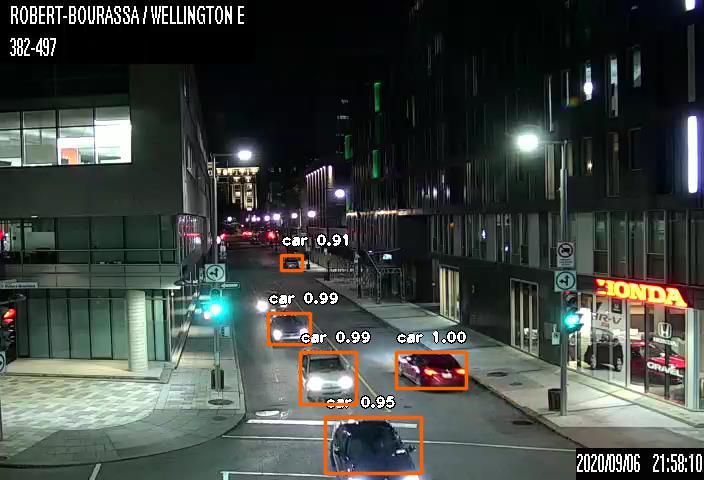 ROBERT-BOURASSA / WELLINGTON E
382-497
car 0.91
car 0.99
car 0.99
car 1.00
car 0.95
HONDA
HONDA
2020/09/06 21:58:10